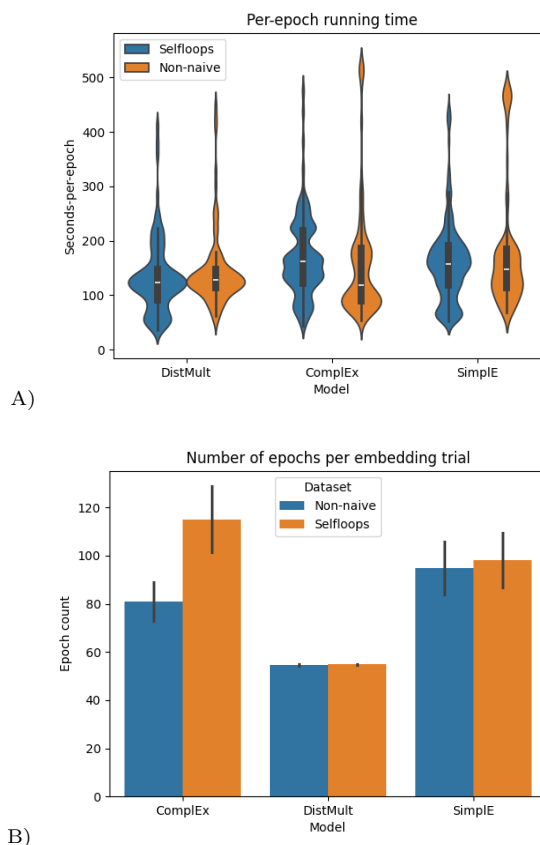 Per-epoch running time
Selfloops
Non-naive
500
400
300
200
100
0
Seconds-per-epoch
DistMult
ComplEx
SimplE
Model
A)
Number of epochs per embedding trial
Dataset
Non-naive
Selfloops
120
100
80
60
40
20
0
Epoch count
ComplEx
DistMult
SimplE
Model
B)